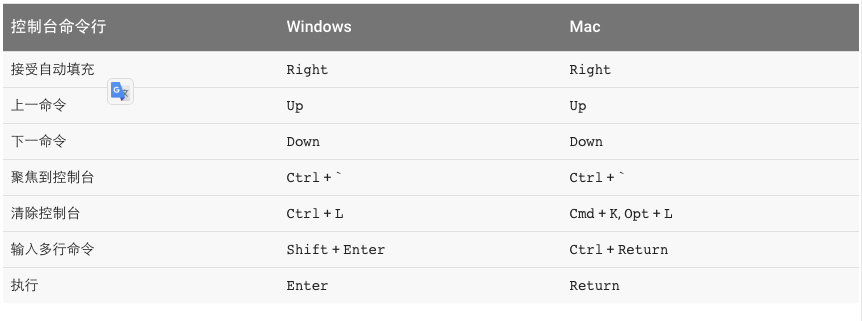 控制台命令行 Windows Mac
接受自动填充 Right Right
上一命令 Up Up
下一命令 Down Down
聚焦到控制台 Ctrl + ` Ctrl + `
清除控制台 Ctrl + L Cmd + K, Opt + L
输入多行命令 Shift + Enter Ctrl + Return
执行 Enter Return